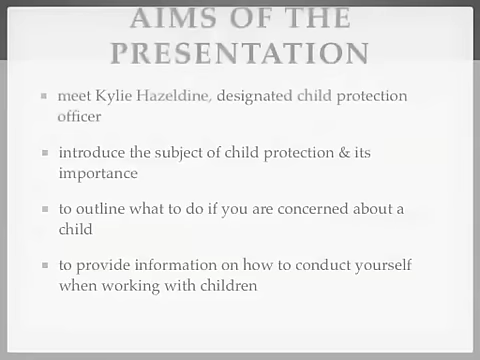 AIMS OF THE
PRESENTATION
meet Kylie Hazeldine, designated child protection
officer
introduce the subject of child protection & its
importance
to outline what to do if you are concerned about a
child
to provide information on how to conduct yourself
when working with children